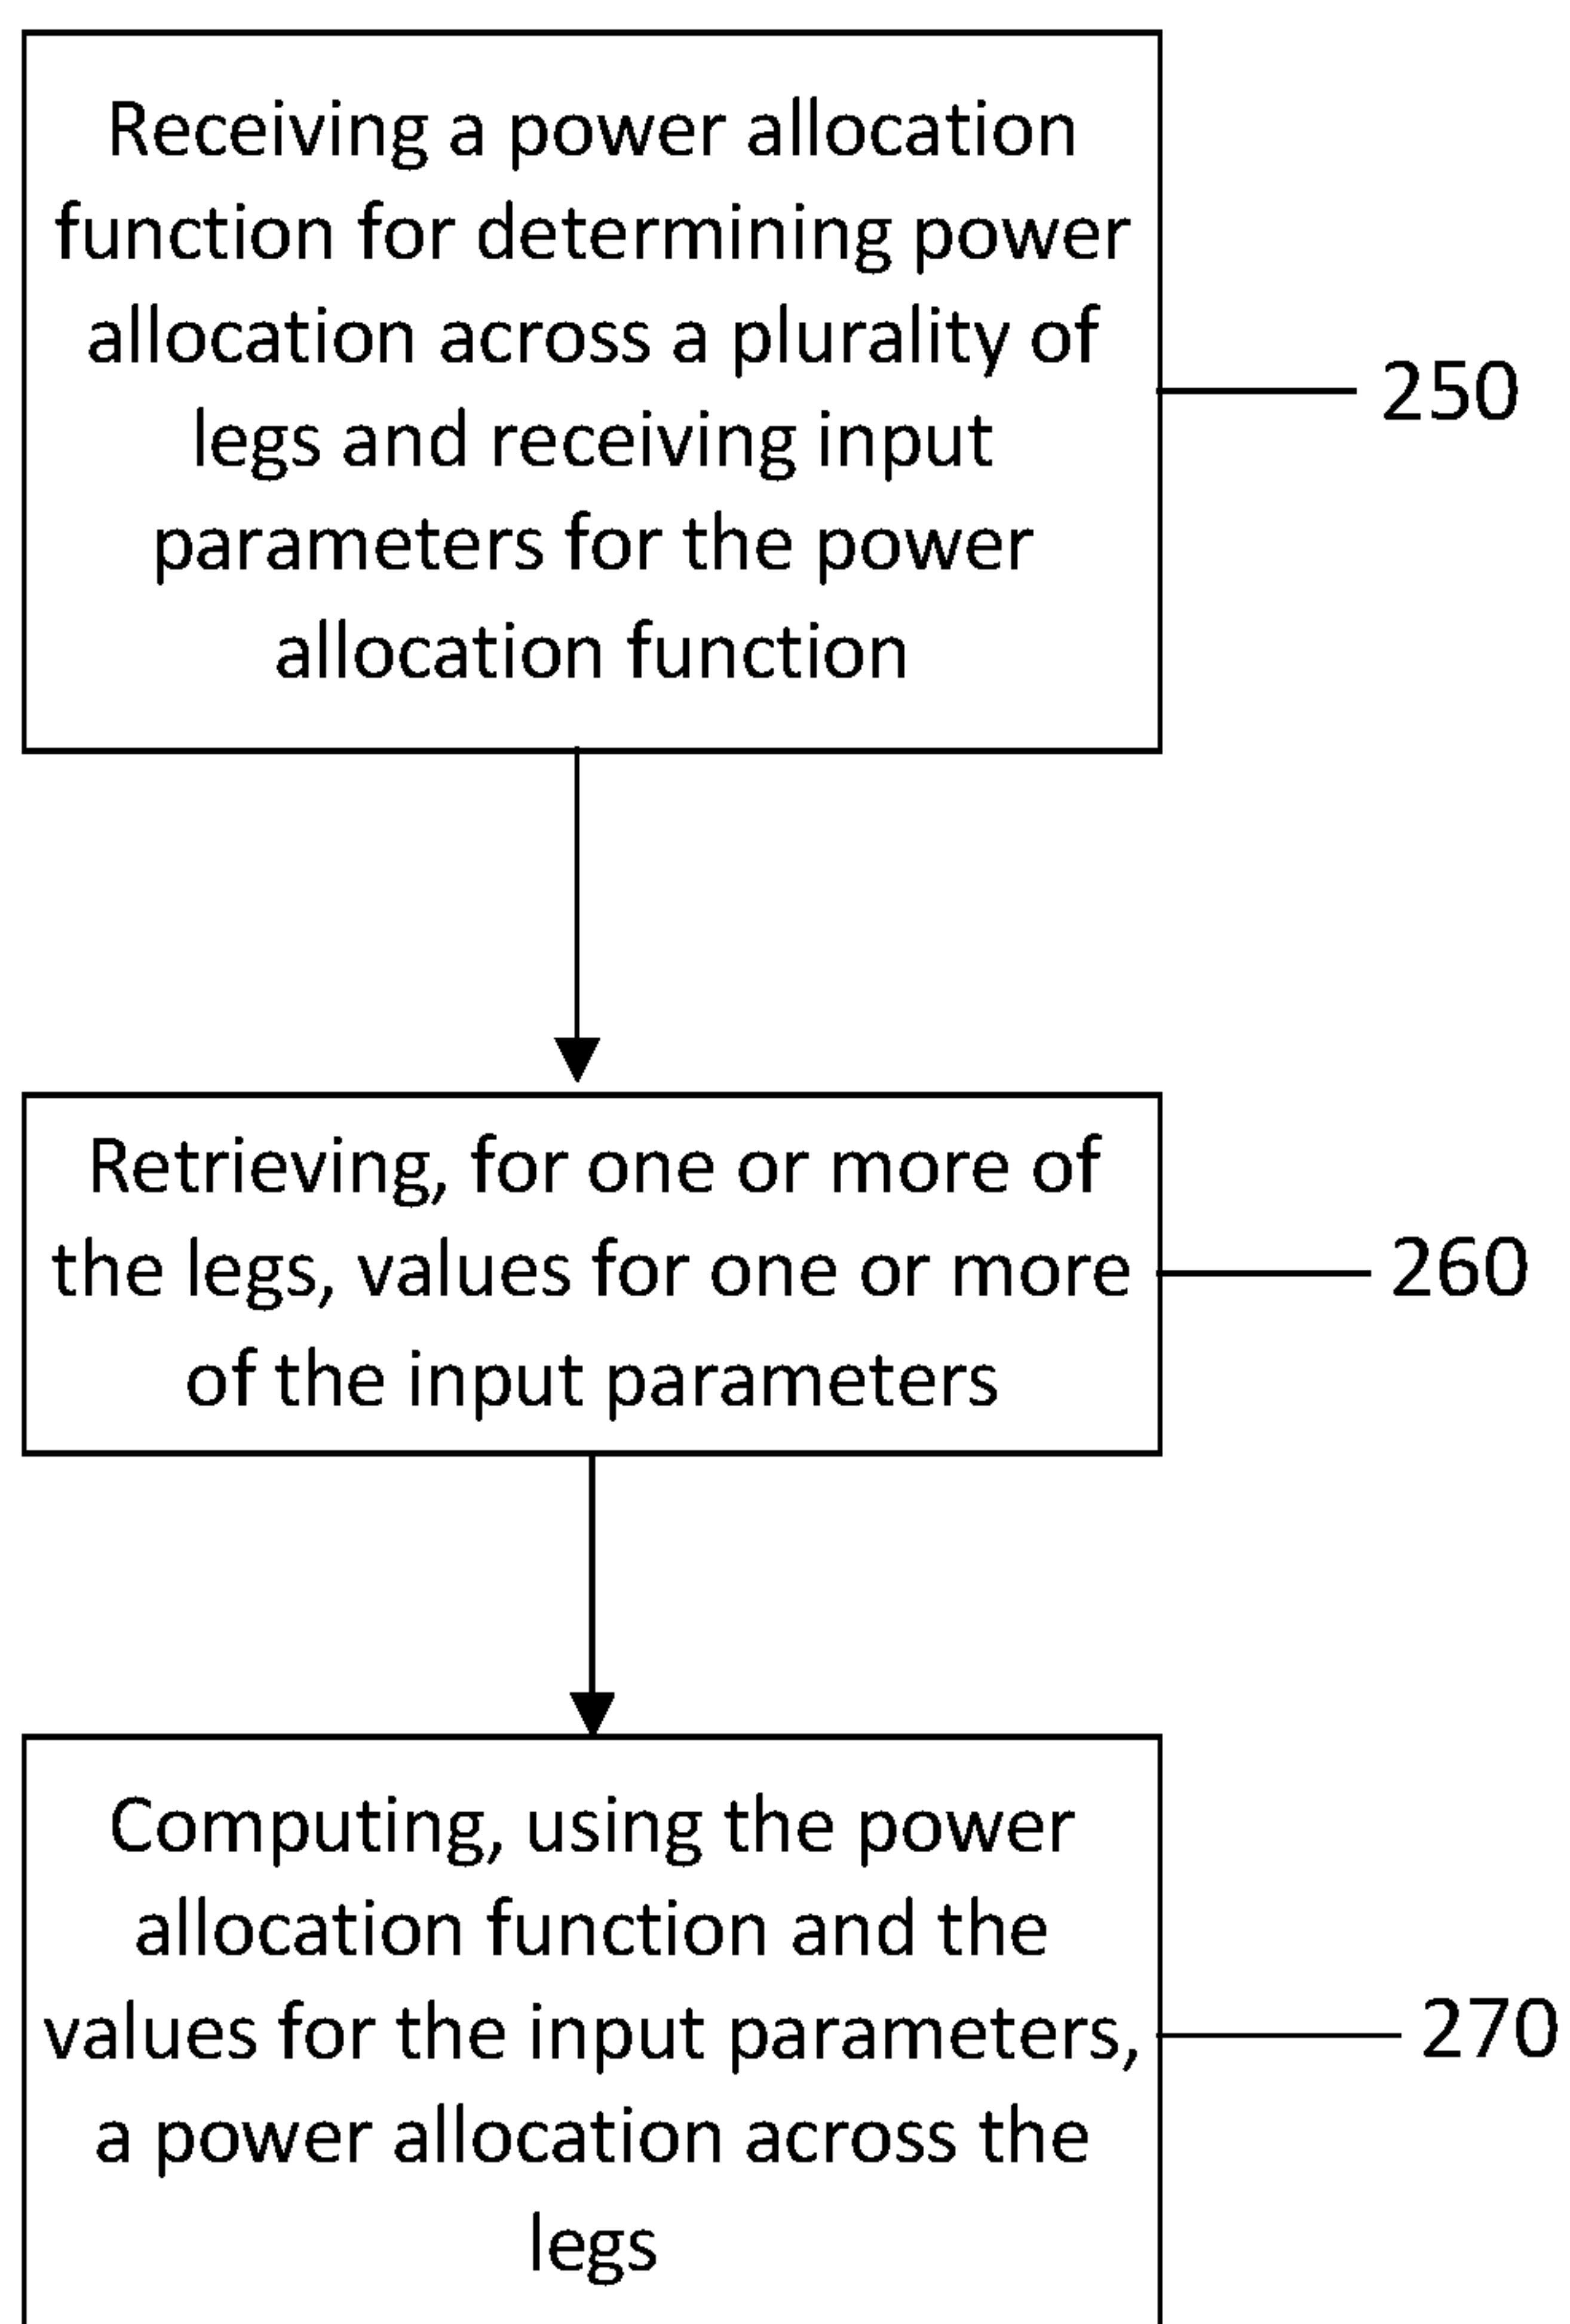 Receiving a power allocation
function for determining power
allocation across a plurality of
legs and receiving input
parameters for the power
allocation function
250
Retrieving, for one or more of
the legs, values for one or more
of the input parameters
260
Computing, using the power
allocation function and the
values for the input parameters,
a power allocation across the
legs
270